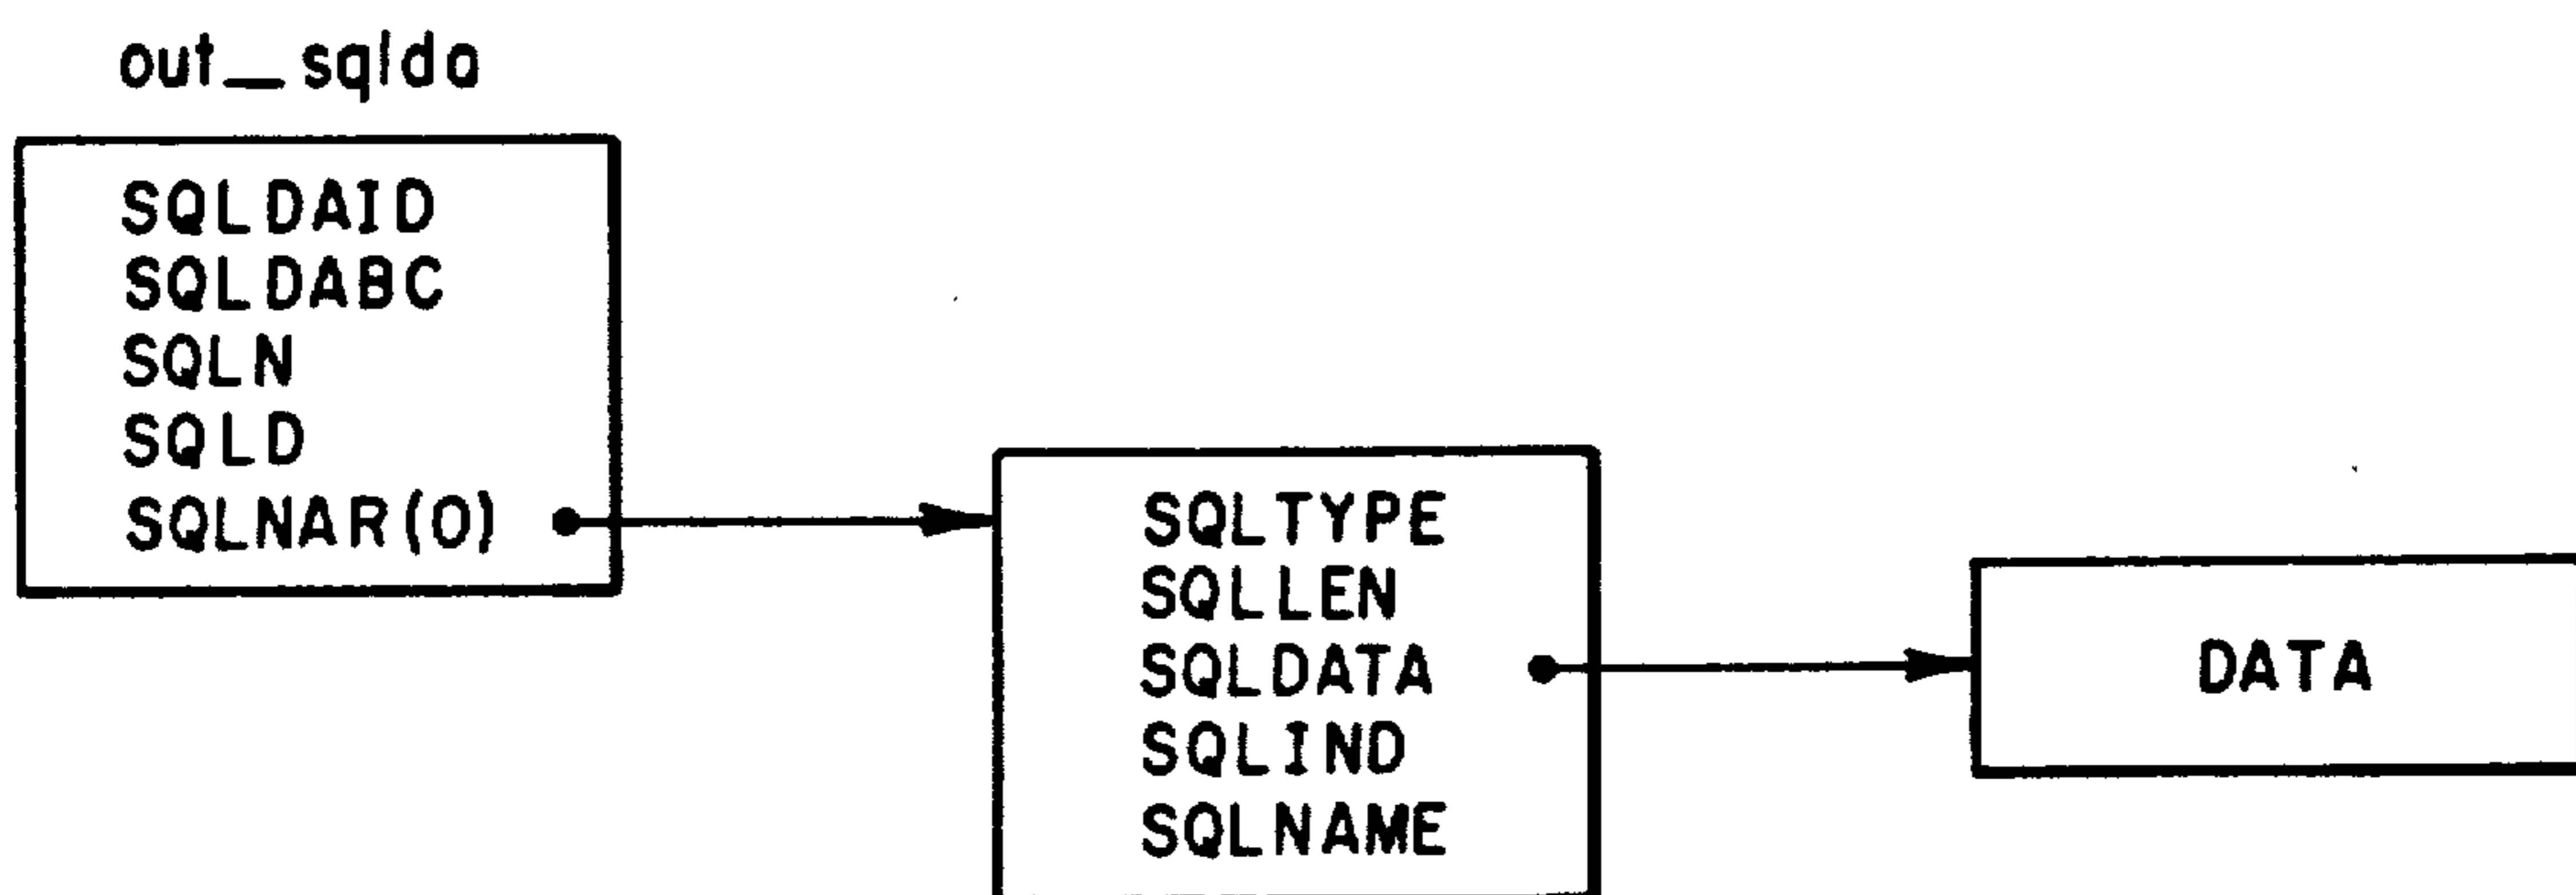 out_sqlda
SQLDAID
SQLDABC
SQLN
SQLD
SQLNAR(0)
SQLTYPE
SQLLEN
SQLDATA
SQLIND
SQLNAME
DATA